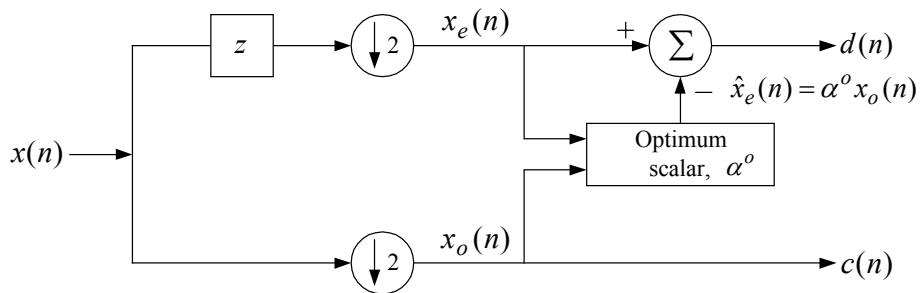 x_e(n)
z
↓ 2
+
Σ
d(n)
− x̂_e(n) = α^o x_o(n)
x(n)
Optimum
scalar, α^o
x_o(n)
↓ 2
c(n)